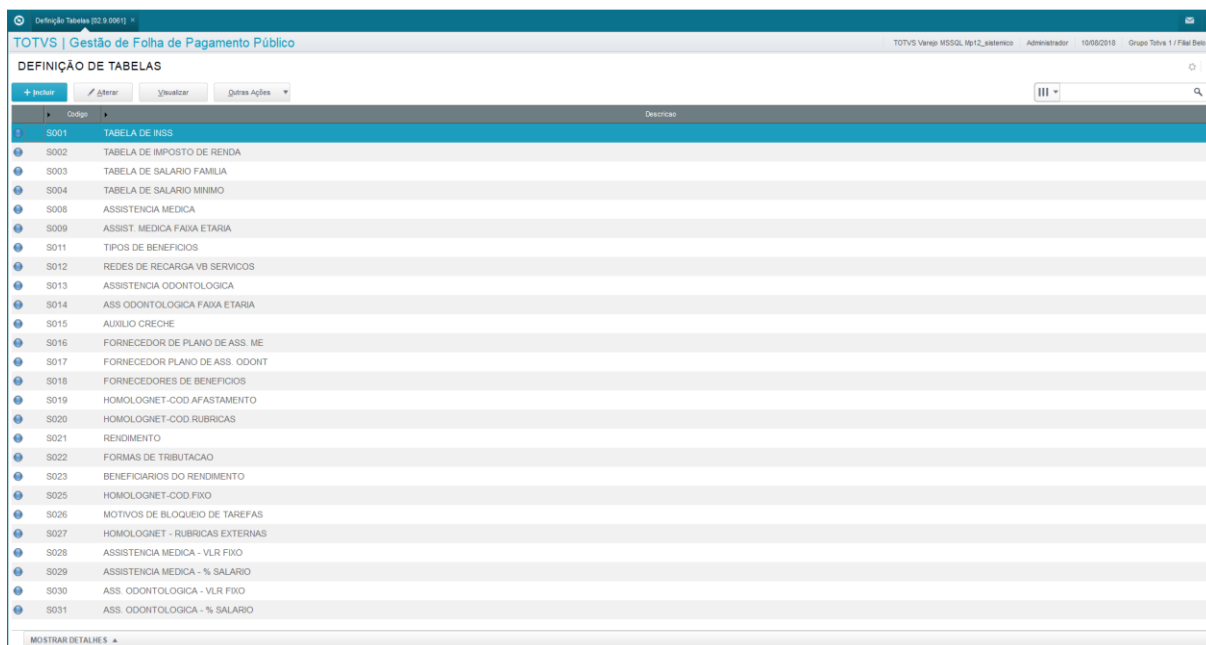 Definição Tabelas [02.9.0061] ×
TOTVS | Gestão de Folha de Pagamento Público
TOTVS Varejo MSSQL Mp12_sistemico Administrador 10/08/2018 Grupo Totvs 1 / Filial Belo
DEFINIÇÃO DE TABELAS
+ Incluir Alterar Visualizar Outras Ações
Codigo Descricao
S001 TABELA DE INSS
S002 TABELA DE IMPOSTO DE RENDA
S003 TABELA DE SALARIO FAMILIA
S004 TABELA DE SALARIO MINIMO
S008 ASSISTENCIA MEDICA
S009 ASSIST. MEDICA FAIXA ETARIA
S011 TIPOS DE BENEFICIOS
S012 REDES DE RECARGA VB SERVICOS
S013 ASSISTENCIA ODONTOLOGICA
S014 ASS ODONTOLOGICA FAIXA ETARIA
S015 AUXILIO CRECHE
S016 FORNECEDOR DE PLANO DE ASS. ME
S017 FORNECEDOR PLANO DE ASS. ODONT
S018 FORNECEDORES DE BENEFICIOS
S019 HOMOLOGNET-COD.AFASTAMENTO
S020 HOMOLOGNET-COD.RUBRICAS
S021 RENDIMENTO
S022 FORMAS DE TRIBUTACAO
S023 BENEFICIARIOS DO RENDIMENTO
S025 HOMOLOGNET-COD.FIXO
S026 MOTIVOS DE BLOQUEIO DE TAREFAS
S027 HOMOLOGNET - RUBRICAS EXTERNAS
S028 ASSISTENCIA MEDICA - VLR FIXO
S029 ASSISTENCIA MEDICA - % SALARIO
S030 ASS. ODONTOLOGICA - VLR FIXO
S031 ASS. ODONTOLOGICA - % SALARIO
MOSTRAR DETALHES